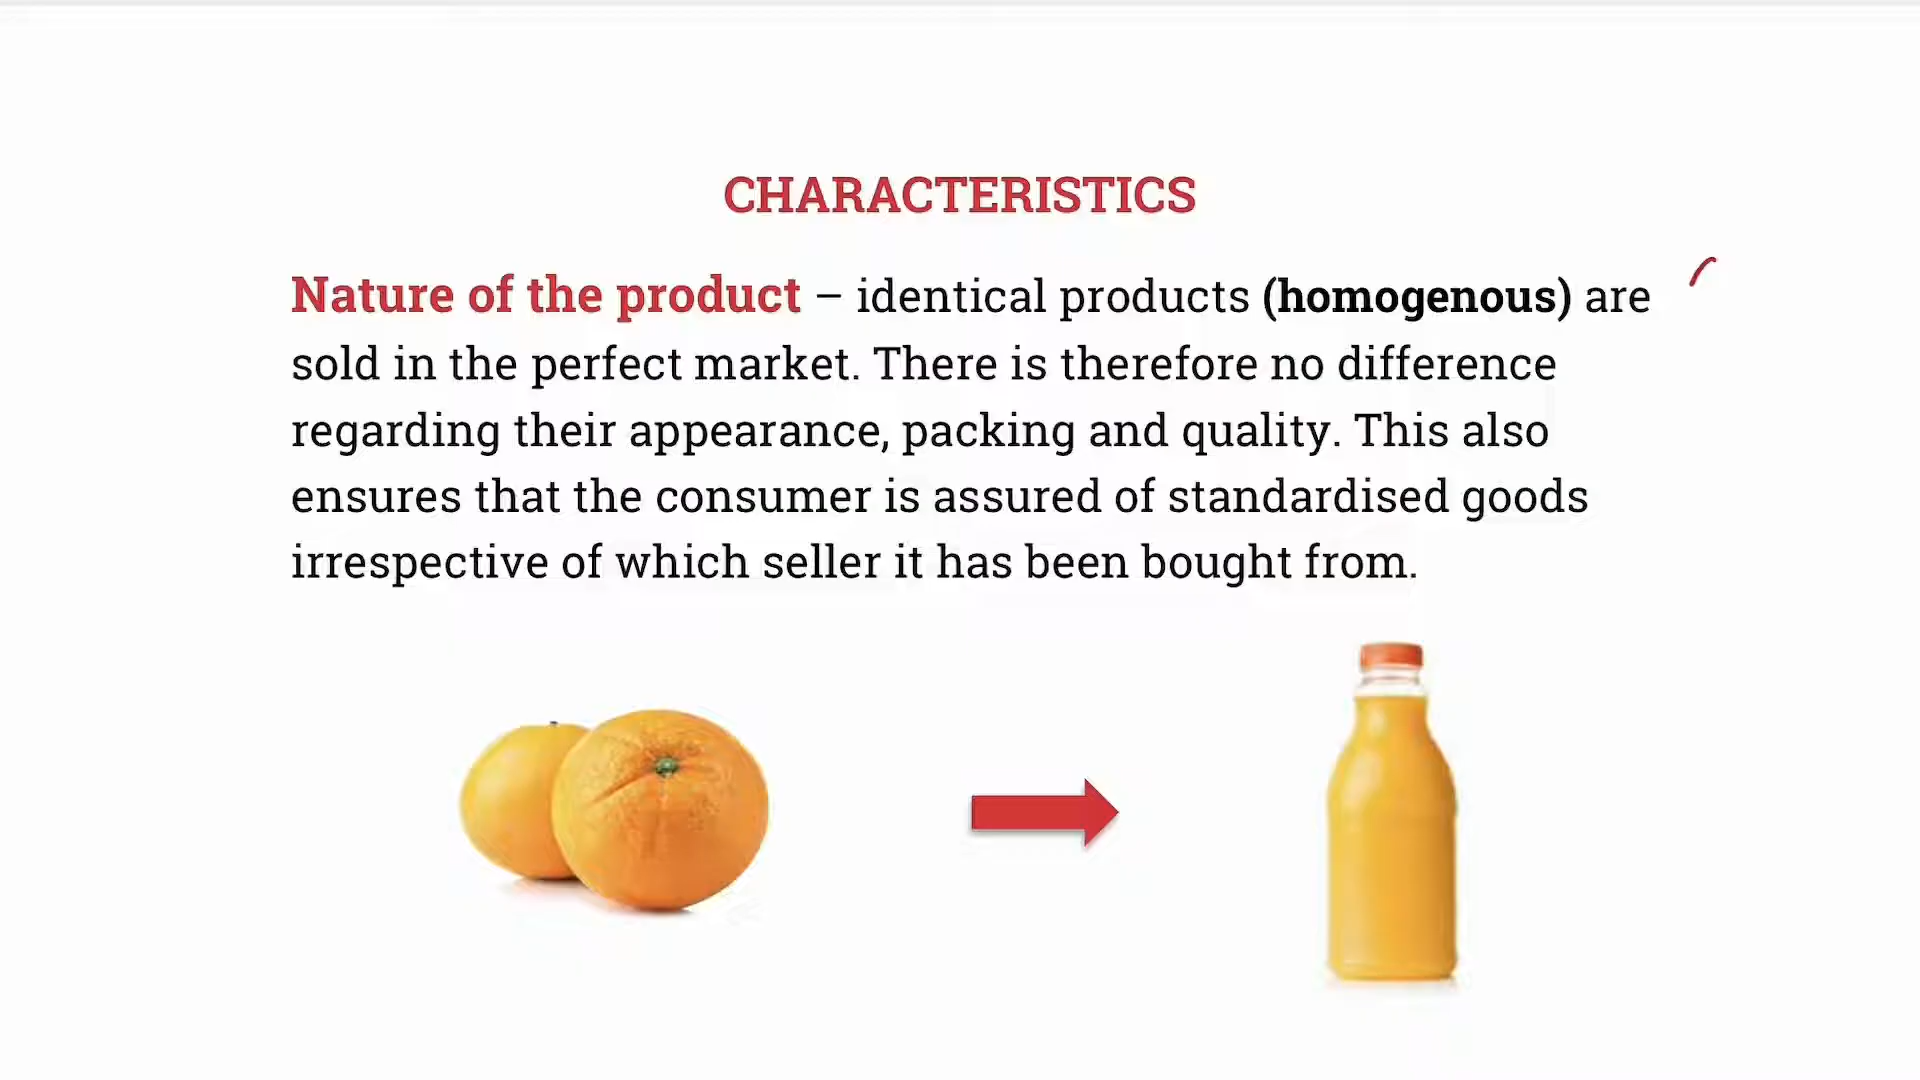 CHARACTERISTICS
Nature of the product – identical products (homogenous) are
sold in the perfect market. There is therefore no difference
regarding their appearance, packing and quality. This also
ensures that the consumer is assured of standardised goods
irrespective of which seller it has been bought from.